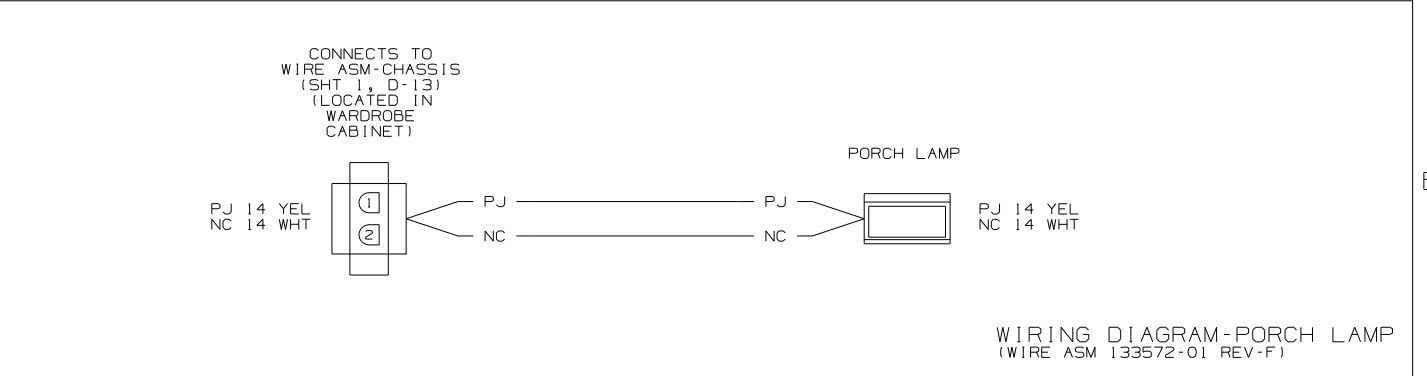 CONNECTS TO
WIRE ASM-CHASSIS
(SHT 1, D-13)
(LOCATED IN
WARDROBE
CABINET)
PORCH LAMP
PJ 14 YEL
NC 14 WHT
1
2
PJ
NC
PJ
NC
PJ 14 YEL
NC 14 WHT
WIRING DIAGRAM-PORCH LAMP
(WIRE ASM 133572-01 REV-F)